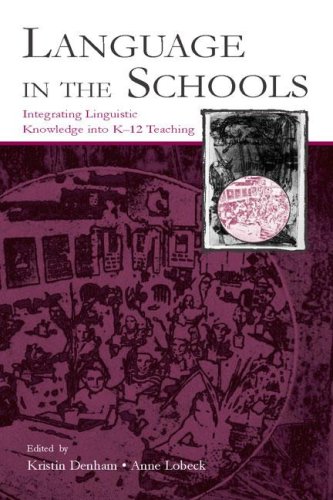 LANGUAGE
IN THE SCHOOLS
Integrating Linguistic
Knowledge into K–12 Teaching
Edited by
Kristin Denham • Anne Lobeck